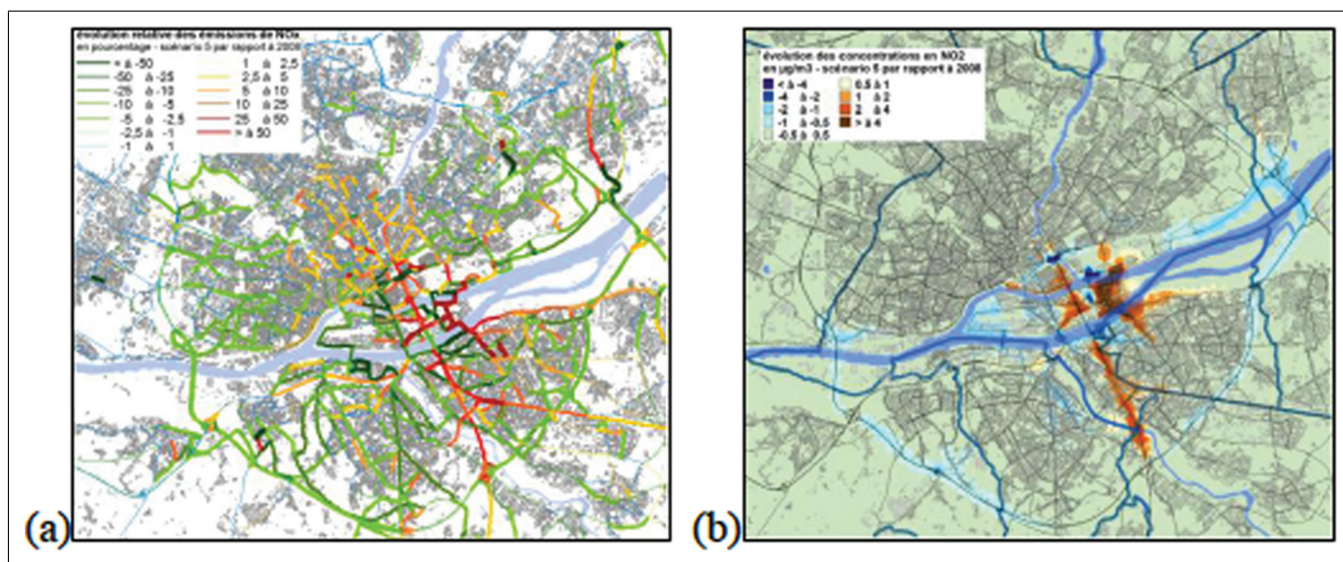 évolution relative des émissions de NOx
en pourcentage - scénario 5 par rapport à 2008
< à -50
-50 à -25
-25 à -10
-10 à -5
-5 à -2,5
-2,5 à -1
-1 à 1
1 à 2,5
2,5 à 5
5 à 10
10 à 25
25 à 50
> à 50
(a)
évolution des concentrations en NO2
en µg/m3 - scénario 5 par rapport à 2008
< à -4
-4 à -2
-2 à -1
-1 à -0.5
-0.5 à 0.5
0.5 à 1
1 à 2
2 à 4
> à 4
(b)